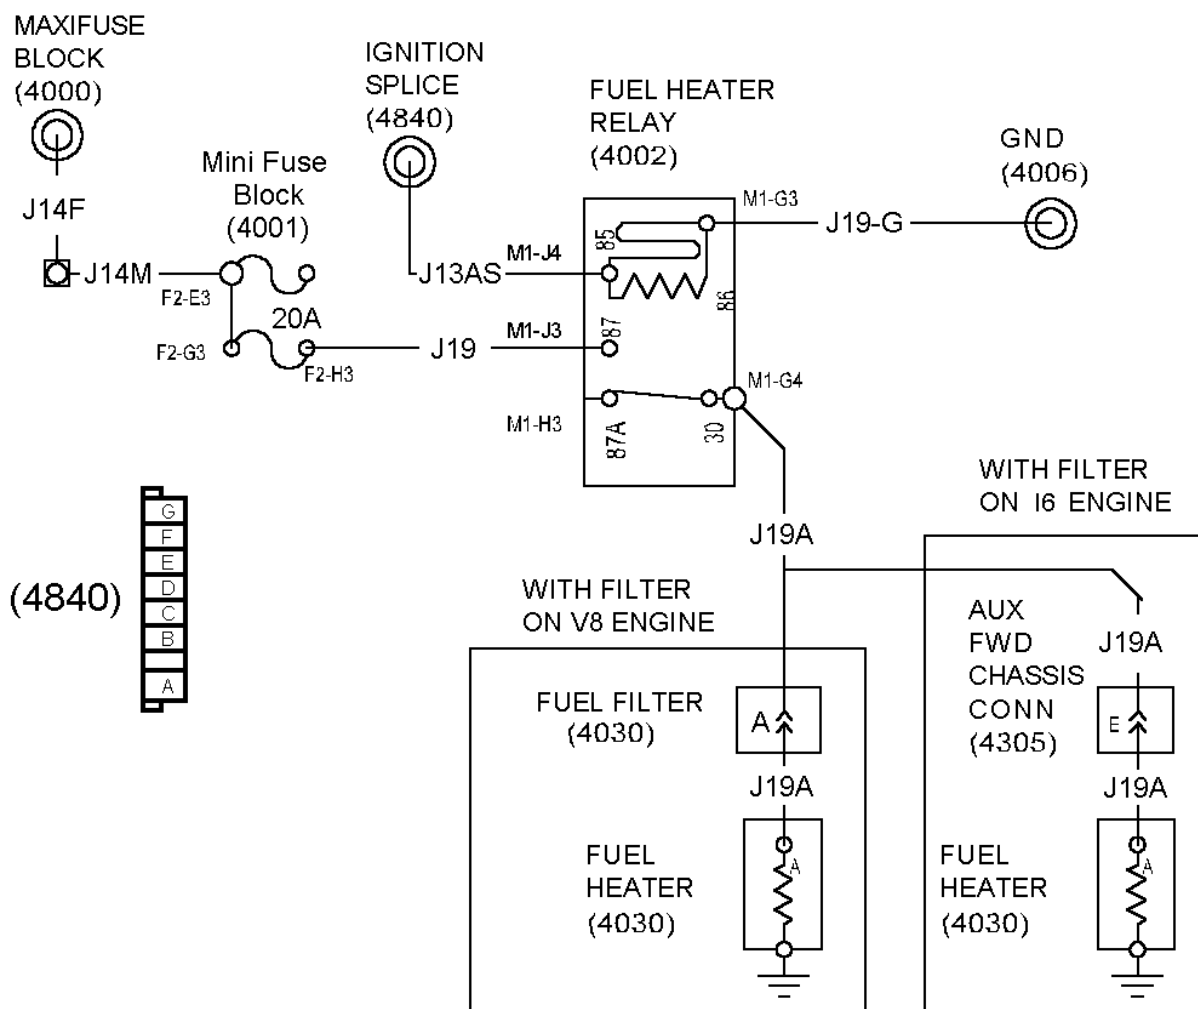 MAXIFUSE
BLOCK
(4000)
IGNITION
SPLICE
(4840)
FUEL HEATER
RELAY
(4002)
GND
(4006)
Mini Fuse
Block
(4001)
J14F
J14M
F2-E3
20A
F2-G3
F2-H3
J13AS
M1-J4
J19
M1-J3
M1-H3
85
86
87
87A
30
M1-G3
J19-G
M1-G4
J19A
WITH FILTER
ON I6 ENGINE
(4840)
G
F
E
D
C
B
A
WITH FILTER
ON V8 ENGINE
FUEL FILTER
(4030)
A
J19A
FUEL
HEATER
(4030)
A
AUX
FWD
CHASSIS
CONN
(4305)
J19A
E
J19A
FUEL
HEATER
(4030)
A